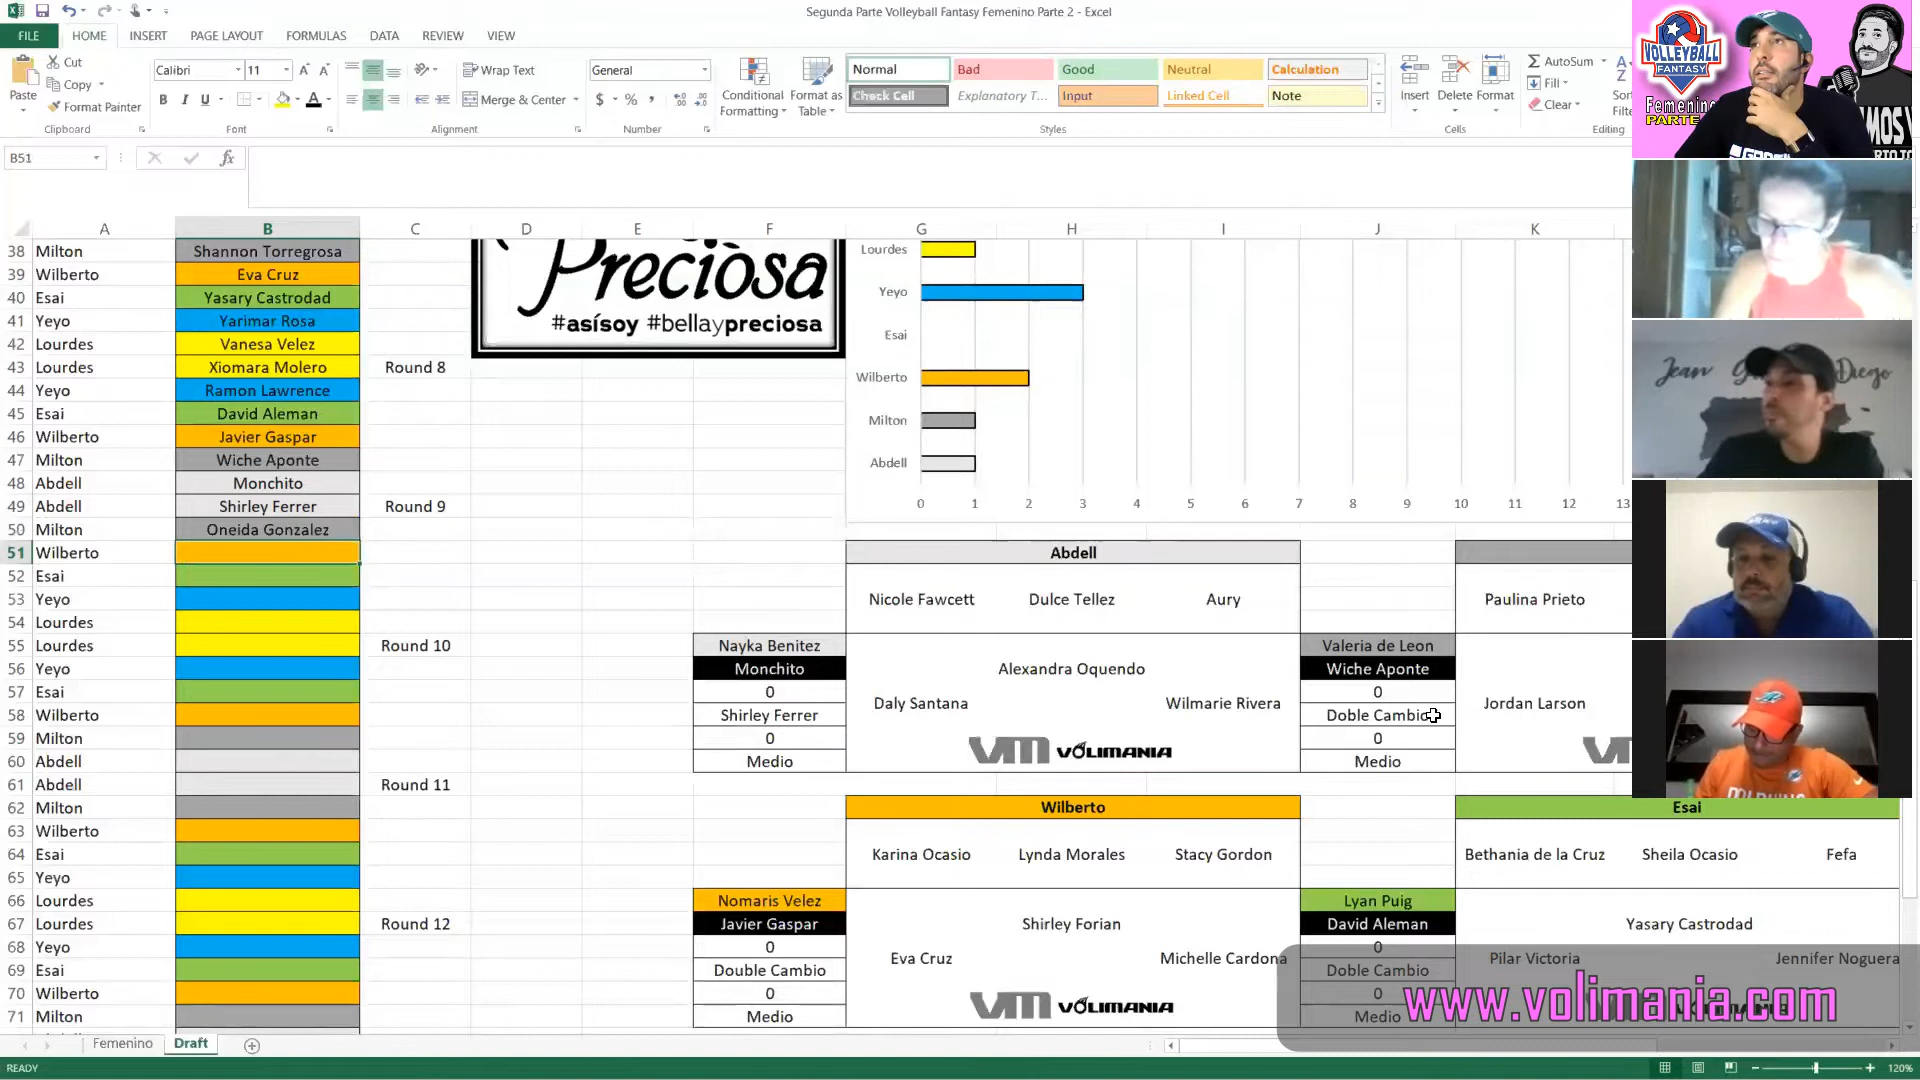 Segunda Parte Volleyball Fantasy Femenino Parte 2 - Excel
FILE HOME INSERT PAGE LAYOUT FORMULAS DATA REVIEW VIEW
Paste Cut Copy Format Painter Clipboard
Calibri 11 A A B I U A Font
Wrap Text Merge & Center Alignment
General $ % , Number
Conditional Formatting Format as Table
Normal Bad Good Neutral Calculation
Check Cell Explanatory T... Input Linked Cell Note
Styles
Insert Delete Format Cells
AutoSum Fill Clear Editing
VOLLEYBALL FANTASY
Femenino
PARTE
B51 fx
A B C D E F G H I J K
38 Milton Shannon Torregrosa
39 Wilberto Eva Cruz
40 Esai Yasary Castrodad
41 Yeyo Yarimar Rosa
42 Lourdes Vanesa Velez
43 Lourdes Xiomara Molero Round 8
44 Yeyo Ramon Lawrence
45 Esai David Aleman
46 Wilberto Javier Gaspar
47 Milton Wiche Aponte
48 Abdell Monchito
49 Abdell Shirley Ferrer Round 9
50 Milton Oneida Gonzalez
51 Wilberto
52 Esai
53 Yeyo
54 Lourdes
55 Lourdes Round 10
56 Yeyo
57 Esai
58 Wilberto
59 Milton
60 Abdell
61 Abdell Round 11
62 Milton
63 Wilberto
64 Esai
65 Yeyo
66 Lourdes
67 Lourdes Round 12
68 Yeyo
69 Esai
70 Wilberto
71 Milton
Preciòsa
#asísoy #bellaypreciosa
Lourdes
Yeyo
Esai
Wilberto
Milton
Abdell
0 1 2 3 4 5 6 7 8 9 10 11 12 13
Jean Diego
Abdell
Nicole Fawcett Dulce Tellez Aury
Nayka Benitez
Monchito
0
Shirley Ferrer
0
Medio
Alexandra Oquendo
Daly Santana Wilmarie Rivera
VM VOLIMANIA
Valeria de Leon
Wiche Aponte
0
Doble Cambio
0
Medio
Paulina Prieto
Jordan Larson
Wilberto
Karina Ocasio Lynda Morales Stacy Gordon
Nomaris Velez
Javier Gaspar
0
Double Cambio
0
Medio
Shirley Forian
Eva Cruz Michelle Cardona
VM VOLIMANIA
Esai
Bethania de la Cruz Sheila Ocasio Fefa
Lyan Puig
David Aleman
0
Doble Cambio
0
Medio
Yasary Castrodad
Pilar Victoria Jennifer Noguera
www.volimania.com
Femenino Draft
READY 120%